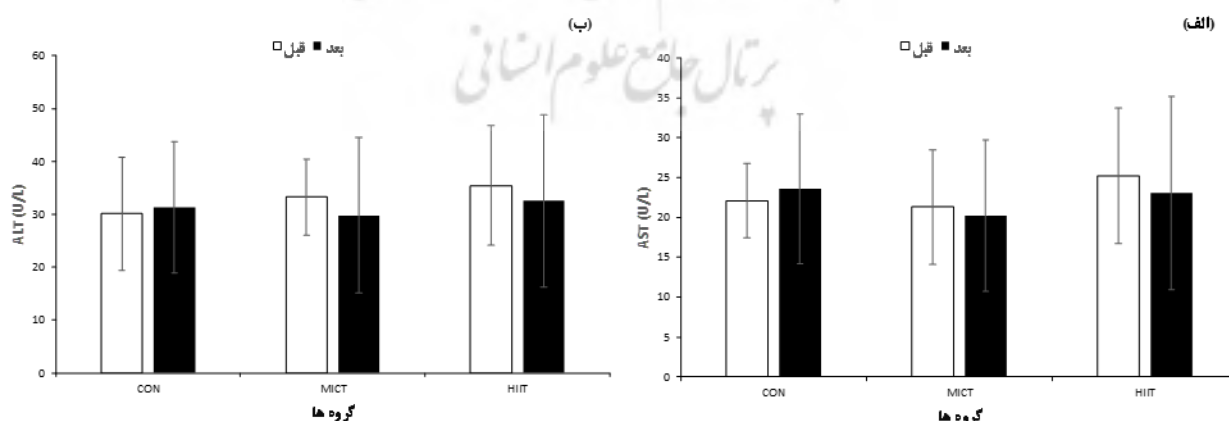 (الف)
قبل بعد
AST (U/L)
40
35
30
25
20
15
10
5
0
CON MICT HIIT
گروه ها
(ب)
قبل بعد
ALT (U/L)
60
50
40
30
20
10
0
CON MICT HIIT
گروه ها
پرتال جامع علوم انسانی